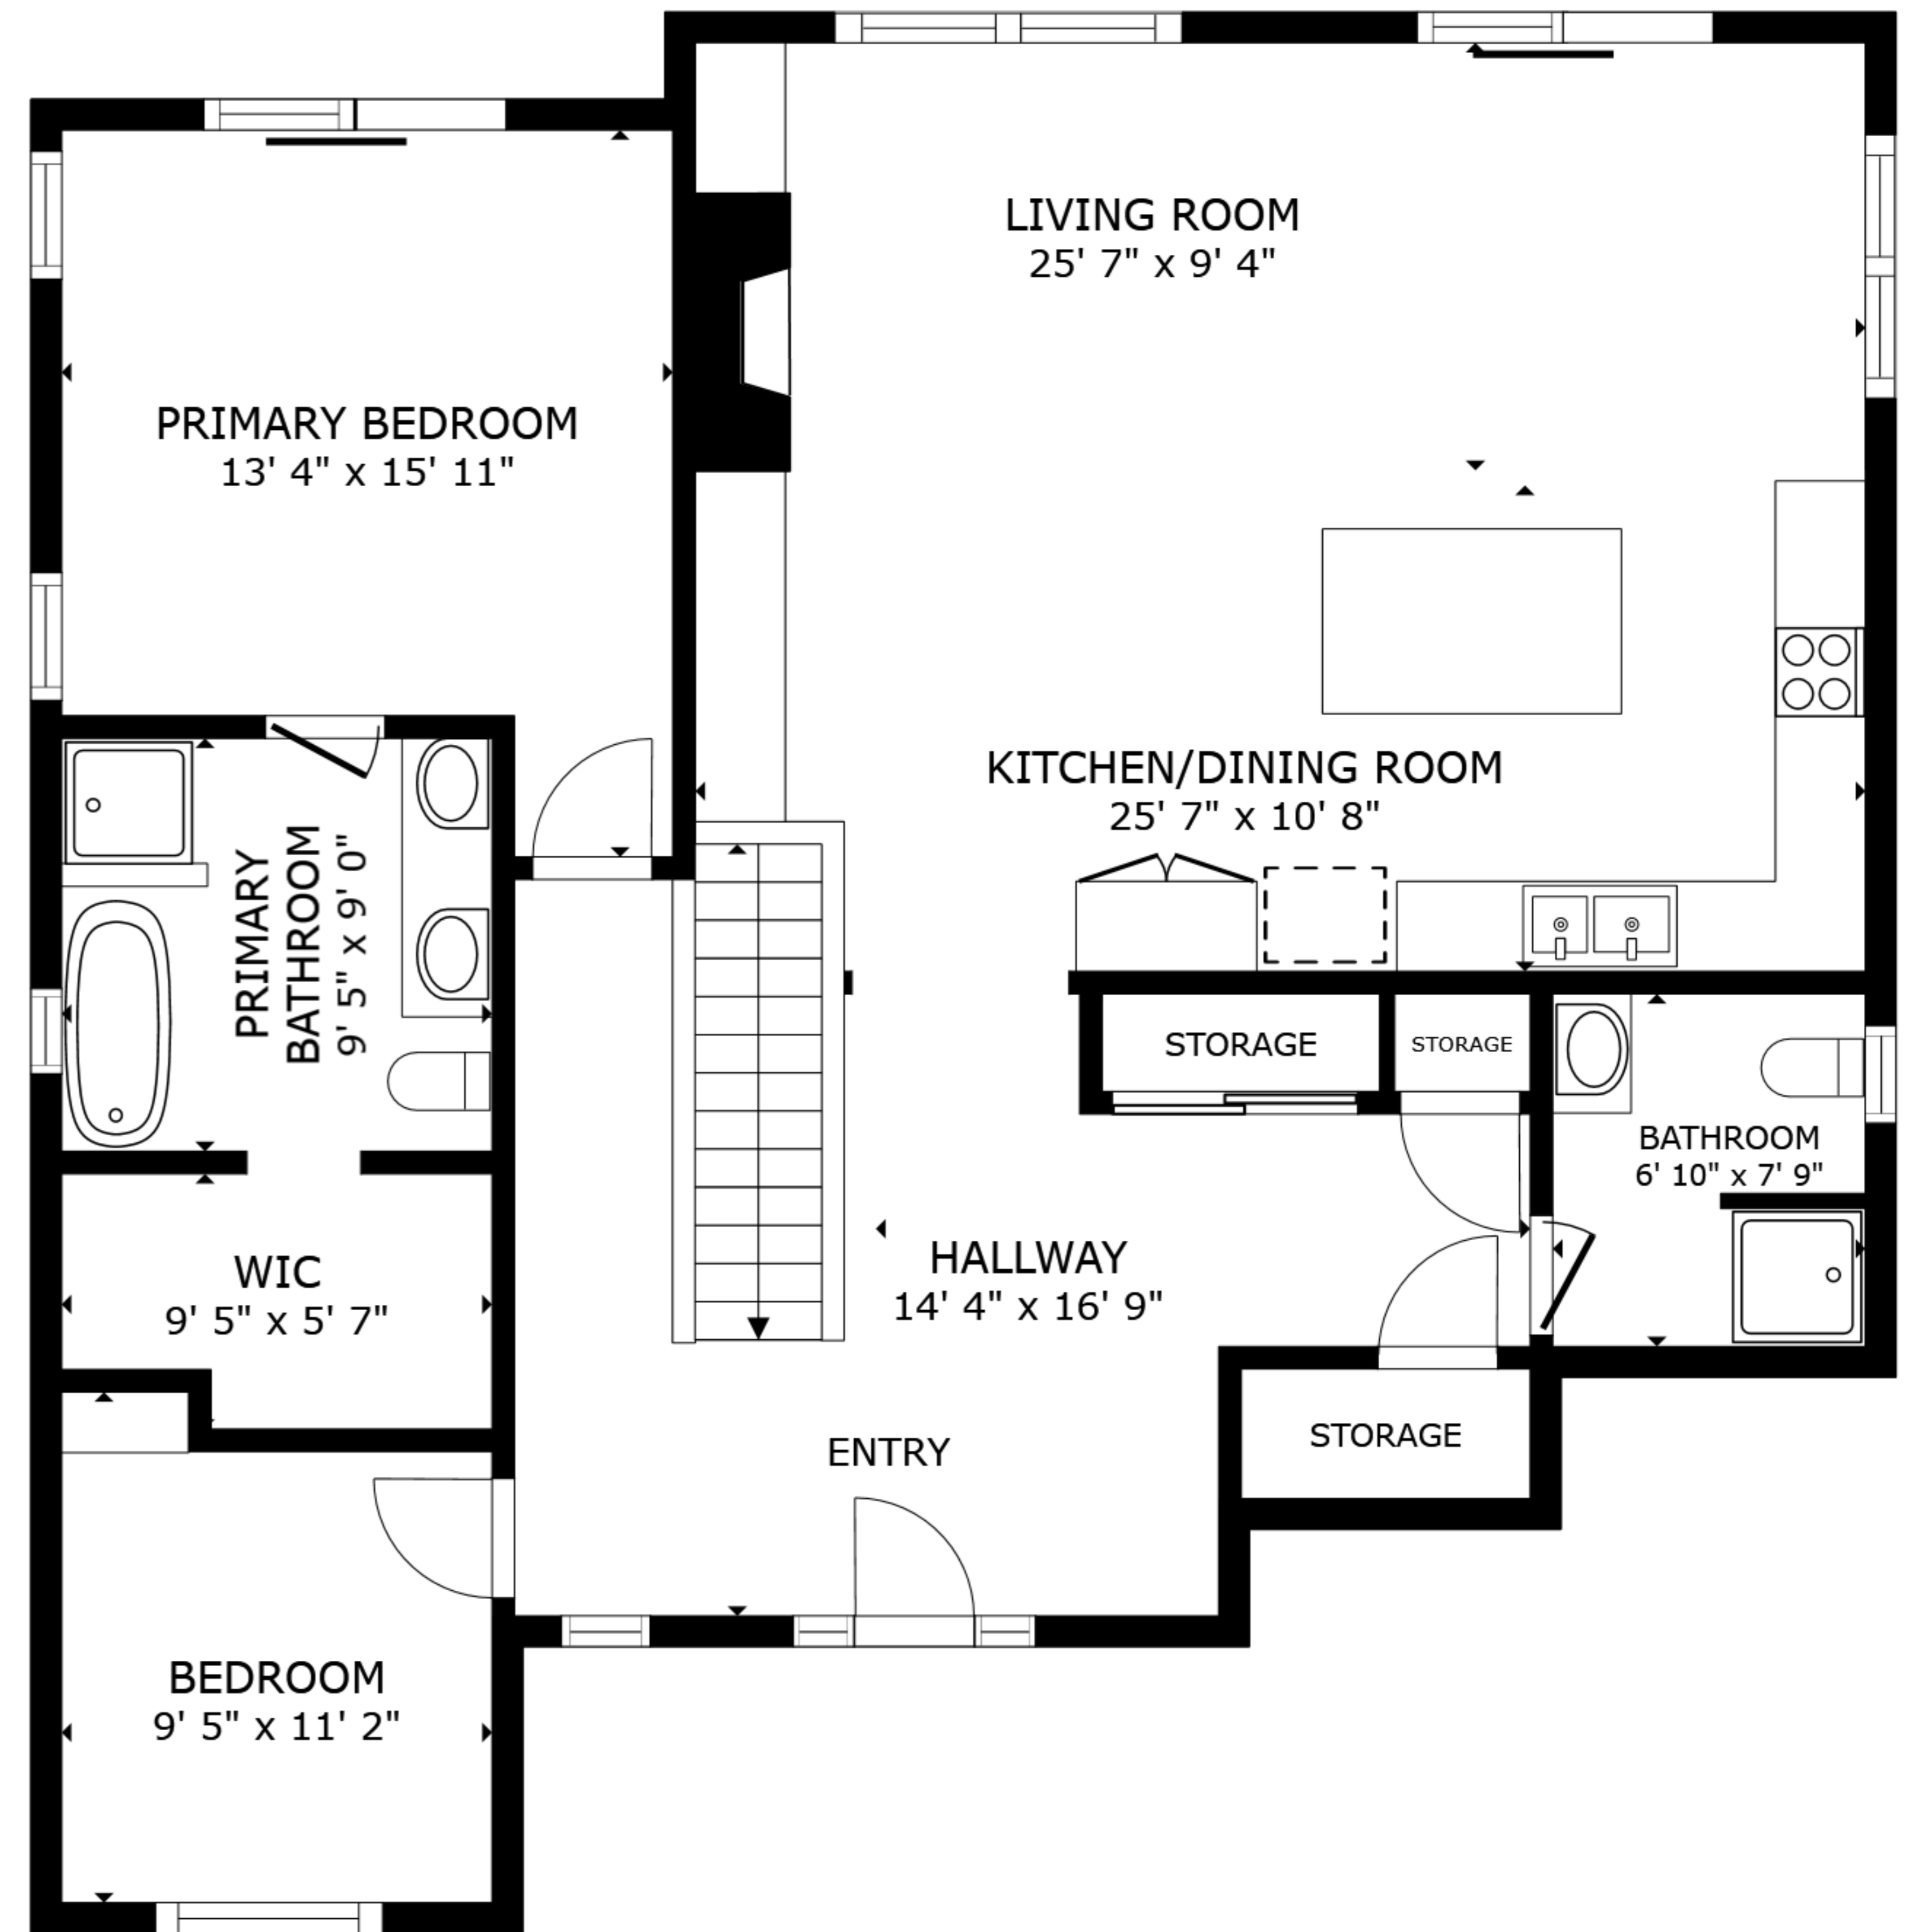 LIVING ROOM
25' 7" x 9' 4"
PRIMARY BEDROOM
13' 4" x 15' 11"
KITCHEN/DINING ROOM
25' 7" x 10' 8"
PRIMARY
BATHROOM
9' 5" x 9' 0"
STORAGE
STORAGE
BATHROOM
6' 10" x 7' 9"
WIC
9' 5" x 5' 7"
HALLWAY
14' 4" x 16' 9"
ENTRY
STORAGE
BEDROOM
9' 5" x 11' 2"